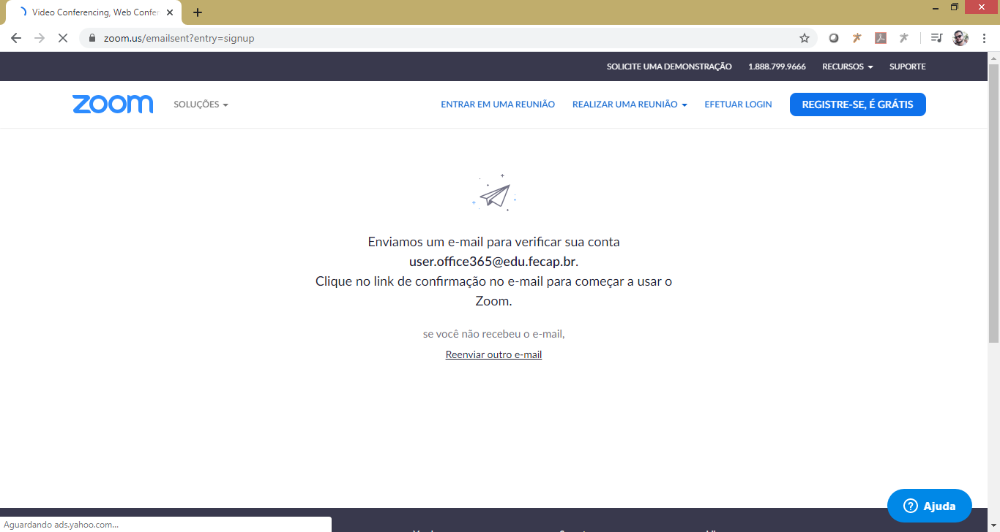 Video Conferencing, Web Confer
zoom.us/emailsent?entry=signup
SOLICITE UMA DEMONSTRAÇÃO 1.888.799.9666 RECURSOS SUPORTE
zoom SOLUÇÕES ENTRAR EM UMA REUNIÃO REALIZAR UMA REUNIÃO EFETUAR LOGIN REGISTRE-SE, É GRÁTIS
Enviamos um e-mail para verificar sua conta
user.office365@edu.fecap.br.
Clique no link de confirmação no e-mail para começar a usar o
Zoom.
se você não recebeu o e-mail,
Reenviar outro e-mail
Ajuda
Aguardando ads.yahoo.com...